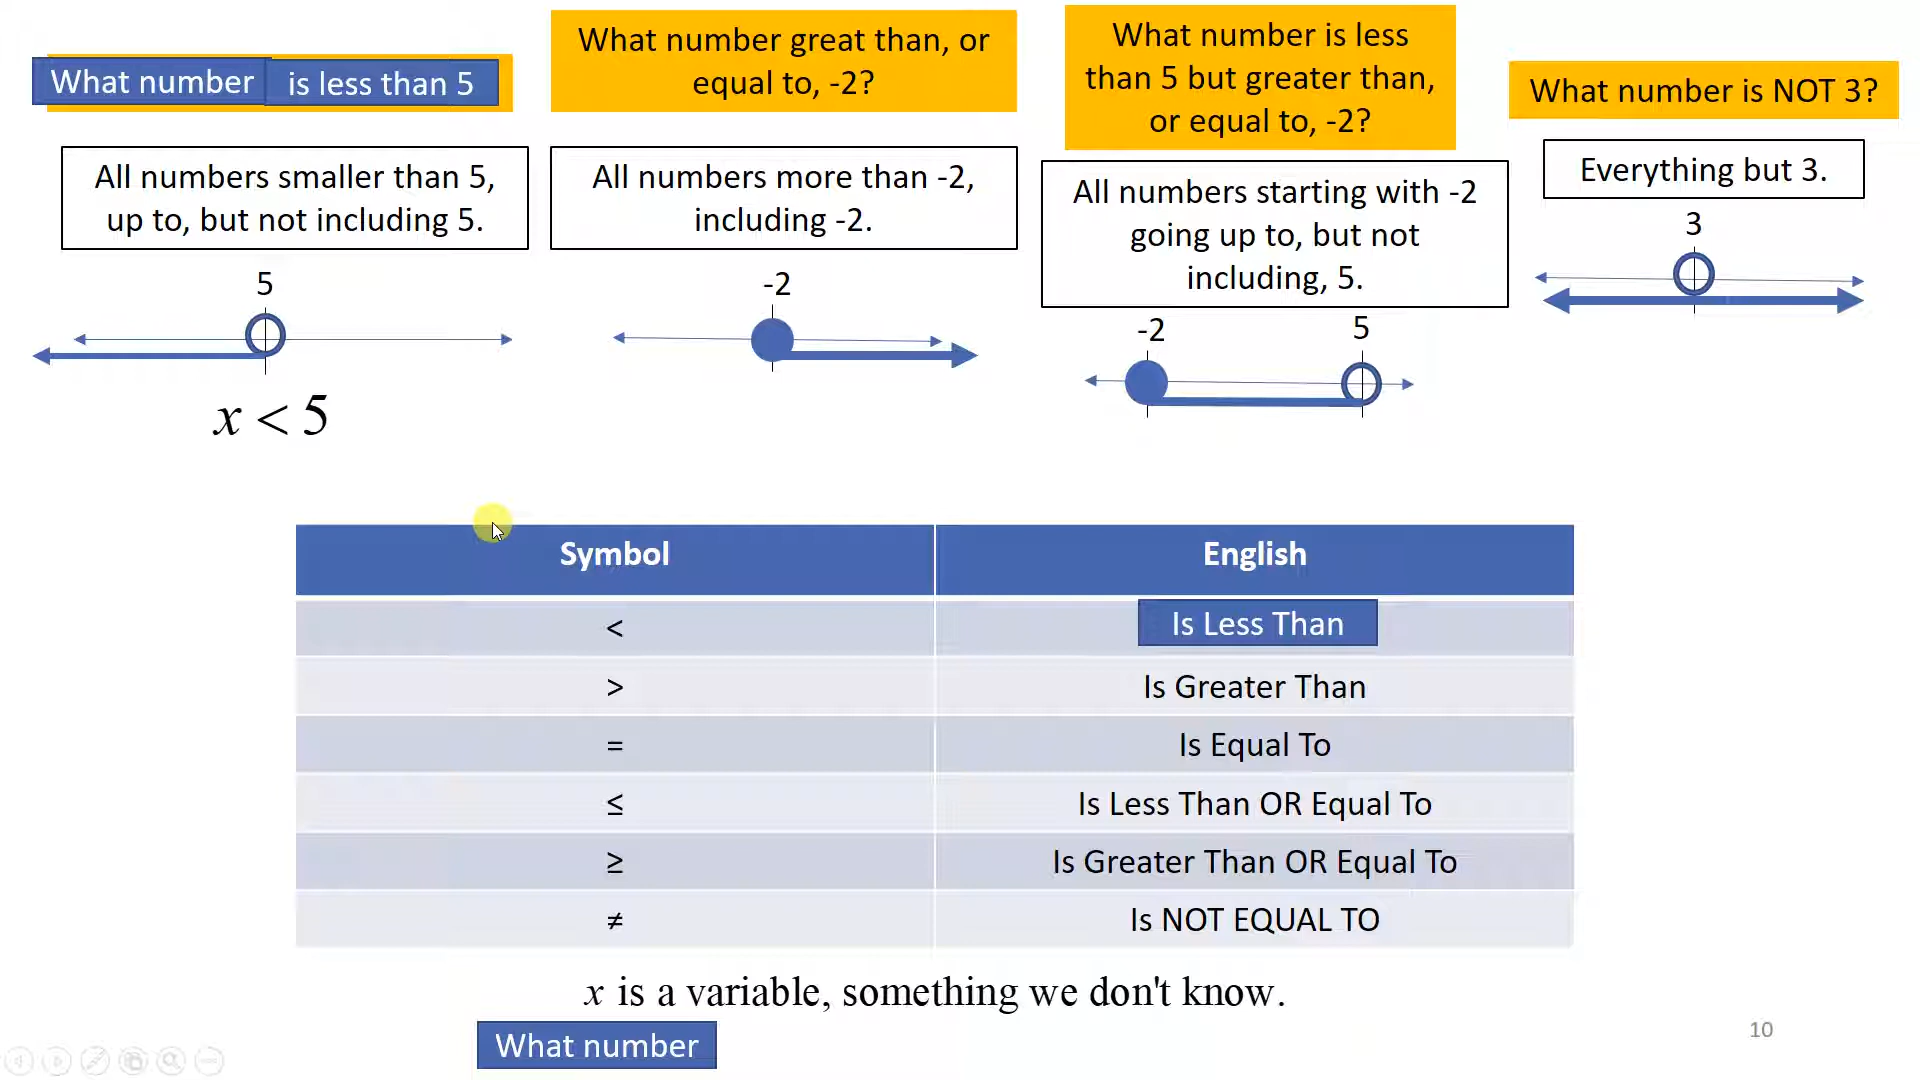 What number is less than 5
All numbers smaller than 5,
up to, but not including 5.
5
x < 5
What number great than, or
equal to, -2?
All numbers more than -2,
including -2.
-2
What number is less
than 5 but greater than,
or equal to, -2?
All numbers starting with -2
going up to, but not
including, 5.
-2 5
What number is NOT 3?
Everything but 3.
3
Symbol English
< Is Less Than
> Is Greater Than
= Is Equal To
≤ Is Less Than OR Equal To
≥ Is Greater Than OR Equal To
≠ Is NOT EQUAL TO
x is a variable, something we don't know.
What number
10